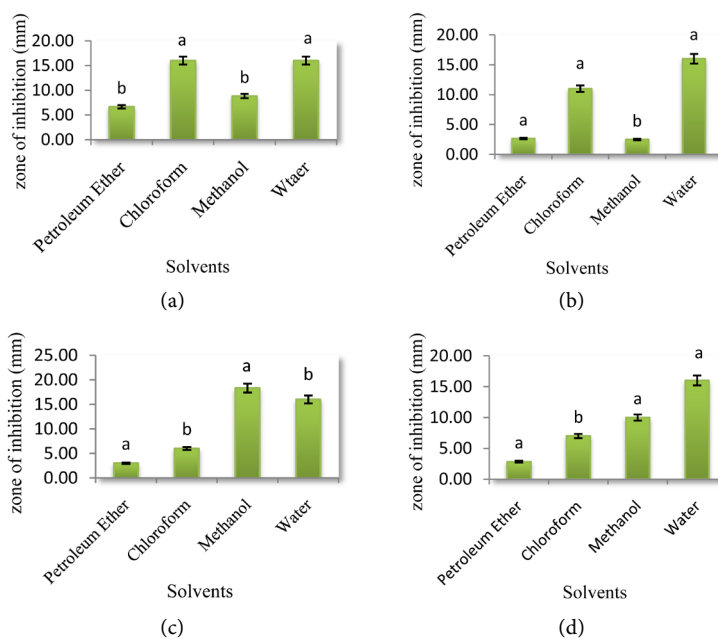 zone of inhibition (mm)
20.00
15.00
10.00
5.00
0.00
b
a
b
a
Petroleum Ether
Chloroform
Methanol
Wtaer
Solvents
(a)
zone of inhibition (mm)
20.00
15.00
10.00
5.00
0.00
a
a
b
a
Petroleum Ether
Chloroform
Methanol
Water
Solvents
(b)
zone of inhibition (mm)
25.00
20.00
15.00
10.00
5.00
0.00
a
b
a
b
Petroleum Ether
Chloroform
Methanol
Water
Solvents
(c)
zone of inhibition (mm)
20.00
15.00
10.00
5.00
0.00
a
b
a
a
Petroleum Ether
Chloroform
Methanol
Water
Solvents
(d)